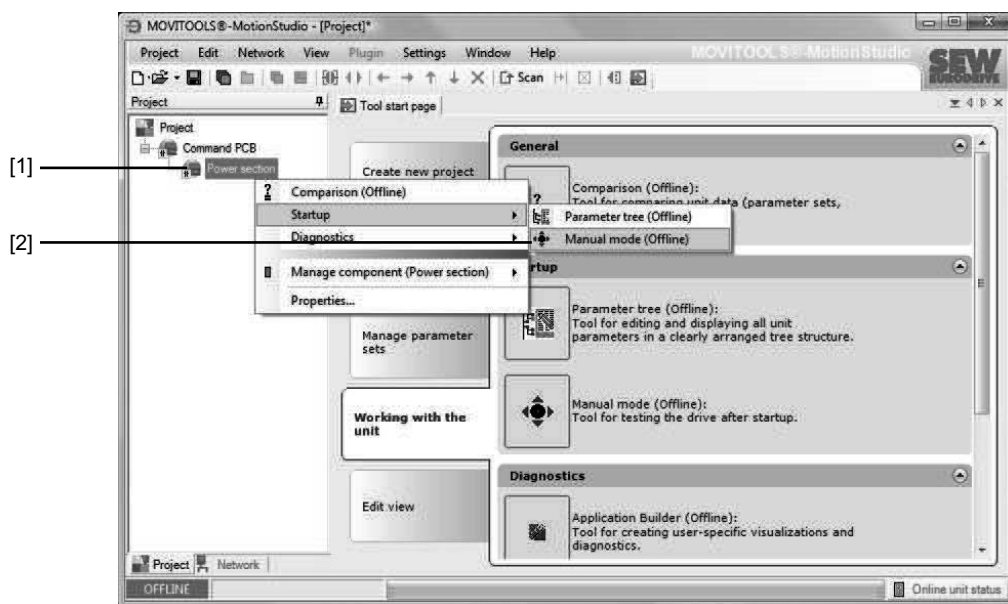 MOVITOOLS®-MotionStudio - [Project]*
Project Edit Network View Plugin Settings Window Help
MOVITOOLS®-MotionStudio
SEW
EURODRIVE
Scan
Project
Tool start page
Project
Command PCB
[1]
Power section
Create new project
General
? Comparison (Offline)
Comparison (Offline):
Tool for comparing unit data (parameter sets,
Startup
Parameter tree (Offline)
[2]
Diagnostics
Manual mode (Offline)
Manage component (Power section)
rtup
Properties...
Parameter tree (Offline):
Tool for editing and displaying all unit
parameters in a clearly arranged tree structure.
Manage parameter
sets
Manual mode (Offline):
Tool for testing the drive after startup.
Working with the
unit
Diagnostics
Edit view
Application Builder (Offline):
Tool for creating user-specific visualizations and
diagnostics.
Project Network
OFFLINE
Online unit status